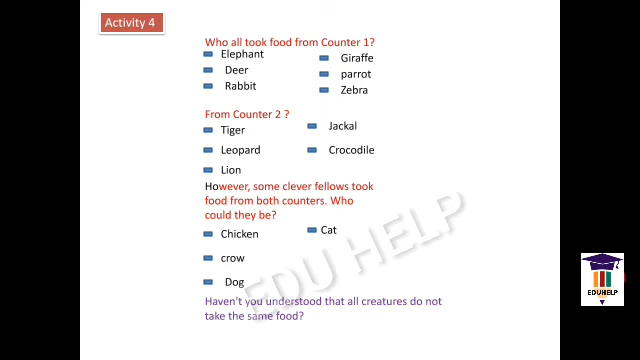 Activity 4
Who all took food from Counter 1?
Elephant
Giraffe
Deer
parrot
Rabbit
Zebra
From Counter 2 ?
Tiger
Jackal
Leopard
Crocodile
Lion
However, some clever fellows took
food from both counters. Who
could they be?
Chicken
Cat
crow
Dog
Haven't you understood that all creatures do not
take the same food?
EDU HELP
EDUHELP